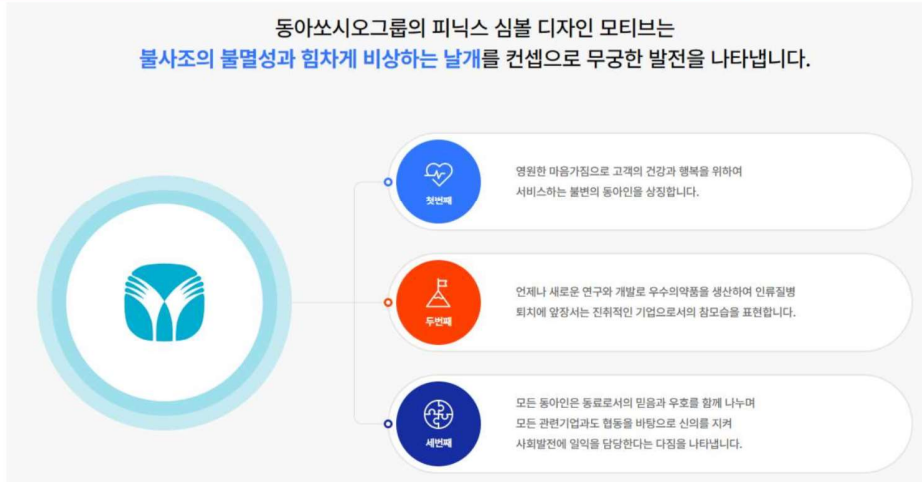 동아쏘시오그룹의 피닉스 심볼 디자인 모티브는
불사조의 불멸성과 힘차게 비상하는 날개를 컨셉으로 무궁한 발전을 나타냅니다.
첫번째
영원한 마음가짐으로 고객의 건강과 행복을 위하여
서비스하는 불변의 동아인을 상징합니다.
두번째
언제나 새로운 연구와 개발로 우수의약품을 생산하여 인류질병
퇴치에 앞장서는 진취적인 기업으로서의 참모습을 표현합니다.
세번째
모든 동아인은 동료로서의 믿음과 우호를 함께 나누며
모든 관련기업과도 협동을 바탕으로 신의를 지켜
사회발전에 일익을 담당한다는 다짐을 나타냅니다.